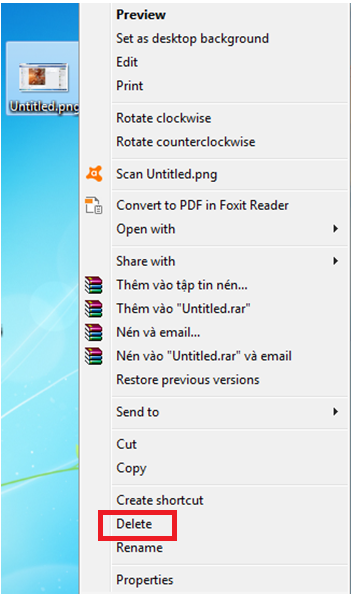 Preview
Set as desktop background
Untitled.png
Edit
Print
Rotate clockwise
Rotate counterclockwise
Scan Untitled.png
Convert to PDF in Foxit Reader
Open with
Share with
Thêm vào tập tin nén...
Thêm vào "Untitled.rar"
Nén và email...
Nén vào "Untitled.rar" và email
Restore previous versions
Send to
Cut
Copy
Create shortcut
Delete
Rename
Properties